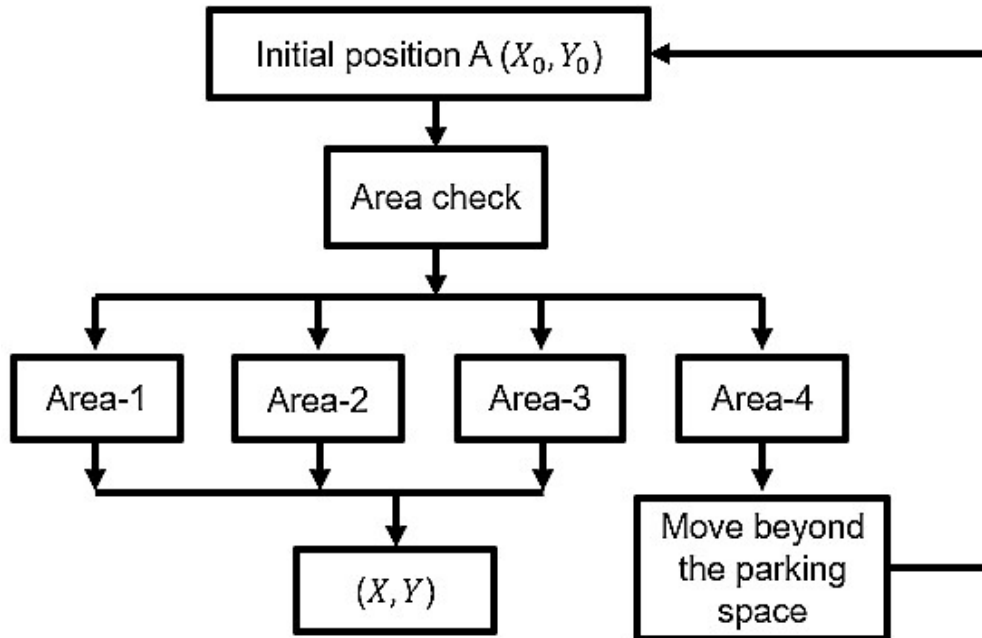 Initial position A (X₀, Y₀)
Area check
Area-1
Area-2
Area-3
Area-4
(X, Y)
Move beyond
the parking
space